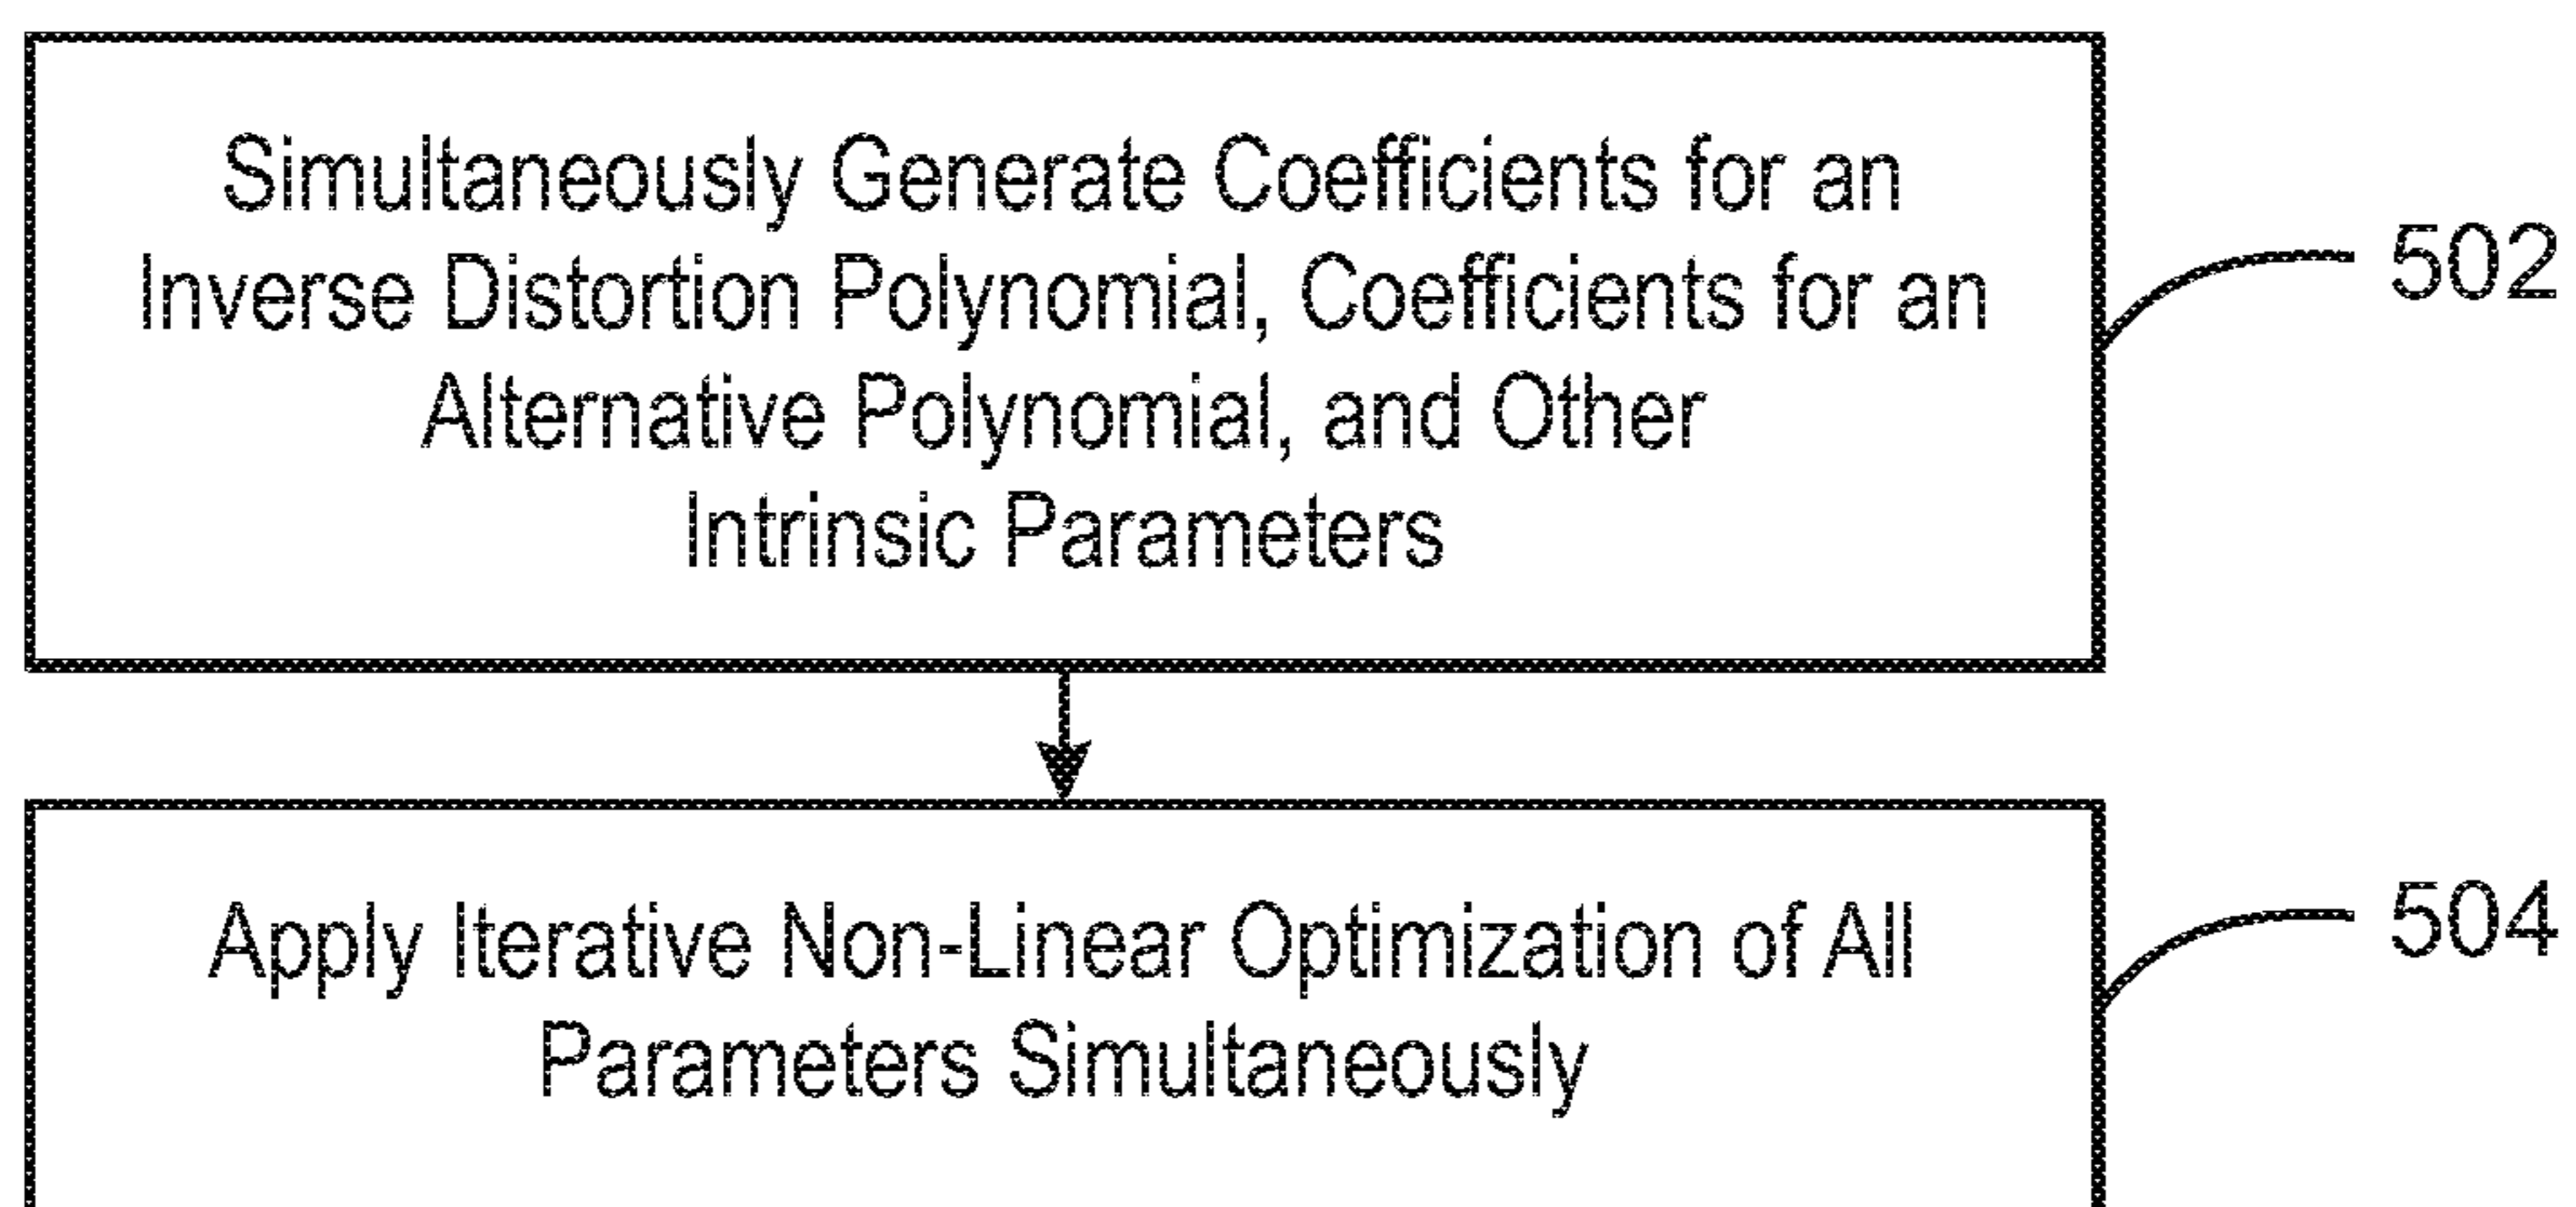 Simultaneously Generate Coefficients for an
Inverse Distortion Polynomial, Coefficients for an
Alternative Polynomial, and Other
Intrinsic Parameters
502
Apply Iterative Non-Linear Optimization of All
Parameters Simultaneously
504